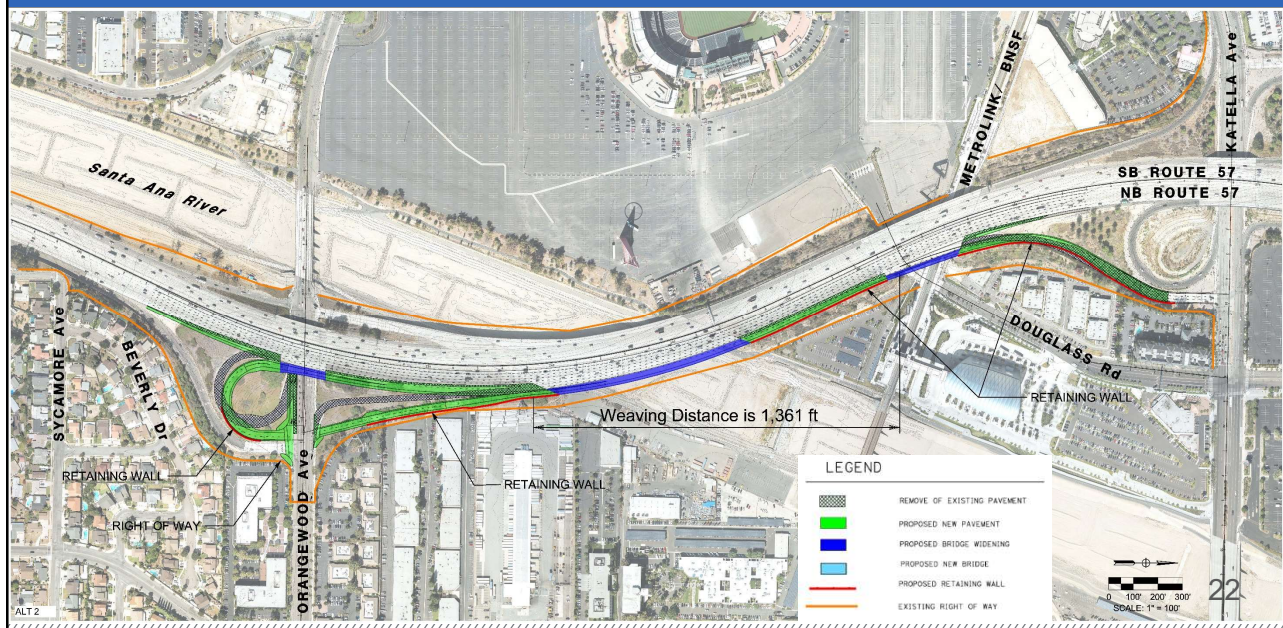 Santa Ana River
SYCAMORE Ave
BEVERLY Dr
ORANGEWOOD Ave
METROLINK/ BNSF
KATELLA Ave
SB ROUTE 57
NB ROUTE 57
DOUGLASS Rd
RETAINING WALL
Weaving Distance is 1,361 ft
RETAINING WALL
RETAINING WALL
RIGHT OF WAY
LEGEND
REMOVE OF EXISTING PAVEMENT
PROPOSED NEW PAVEMENT
PROPOSED BRIDGE WIDENING
PROPOSED NEW BRIDGE
PROPOSED RETAINING WALL
EXISTING RIGHT OF WAY
0 100' 200' 300'
SCALE: 1" = 100'
22
ALT 2